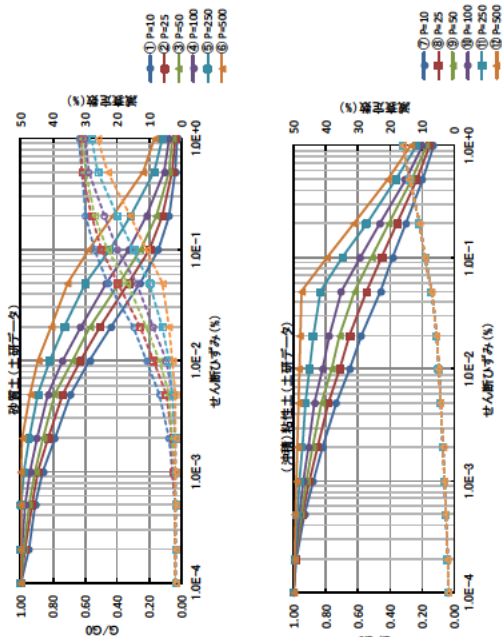 砂質土(土研データ)
G/G0
1.00
0.80
0.60
0.40
0.20
0.00
1.0E-4
1.0E-3
1.0E-2
1.0E-1
1.0E+0
せん断ひずみ(%)
50
40
30
20
10
0
減衰定数(%)
① P=10
② P=25
③ P=50
④ P=100
⑤ P=250
⑥ P=500
(沖積)粘性土(土研データ)
1.00
0.80
0.60
0.40
0.20
0.00
1.0E-4
1.0E-3
1.0E-2
1.0E-1
1.0E+0
せん断ひずみ(%)
50
40
30
20
10
0
減衰定数(%)
⑦ P=10
⑧ P=25
⑨ P=50
⑩ P=100
⑪ P=250
⑫ P=500